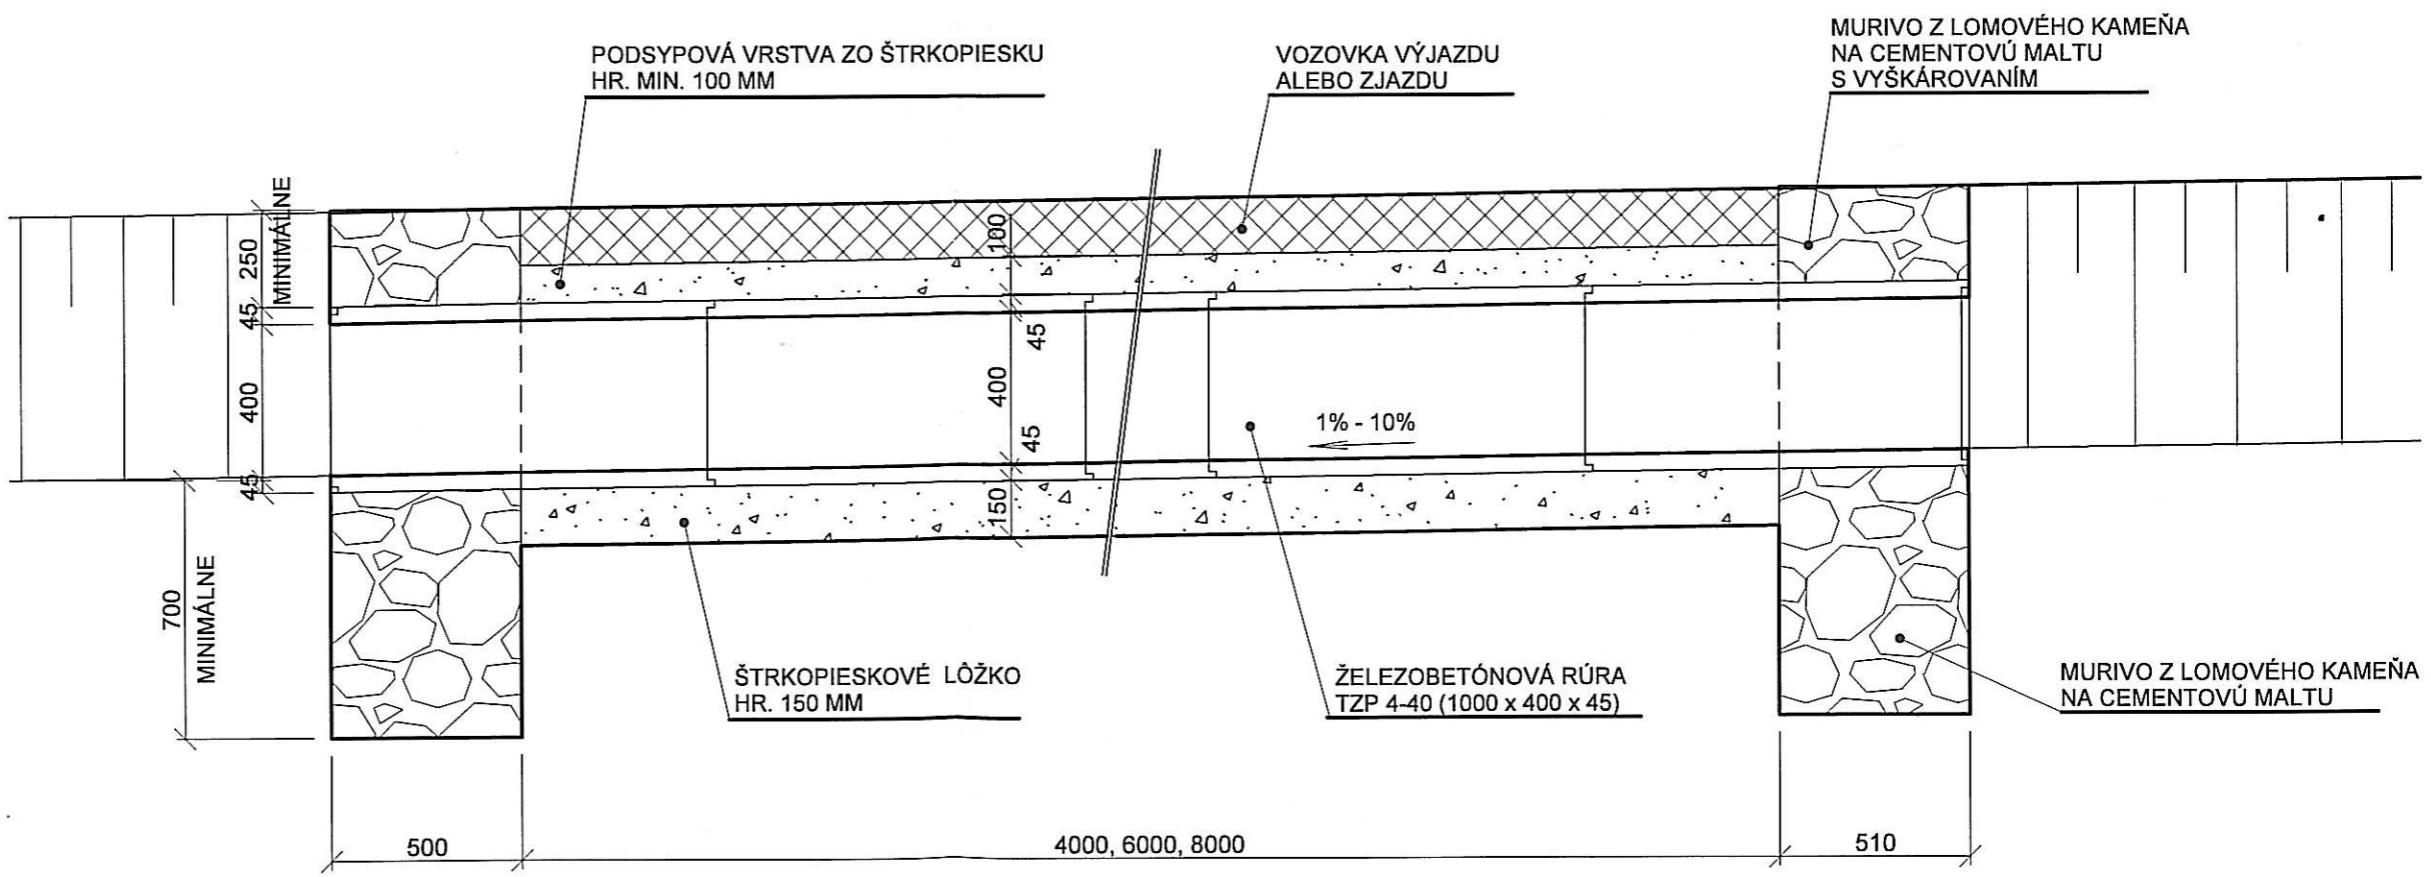 PODSYPOVÁ VRSTVA ZO ŠTRKOPIESKU
HR. MIN. 100 MM
VOZOVKA VÝJAZDU
ALEBO ZJAZDU
MURIVO Z LOMOVÉHO KAMEŇA
NA CEMENTOVÚ MALTU
S VYŠKÁROVANÍM
250
MINIMÁLNE
45
400
45
700
MINIMÁLNE
100
45
400
45
150
1% - 10%
ŠTRKOPIESKOVÉ LÔŽKO
HR. 150 MM
ŽELEZOBETÓNOVÁ RÚRA
TZP 4-40 (1000 x 400 x 45)
MURIVO Z LOMOVÉHO KAMEŇA
NA CEMENTOVÚ MALTU
500
4000, 6000, 8000
510